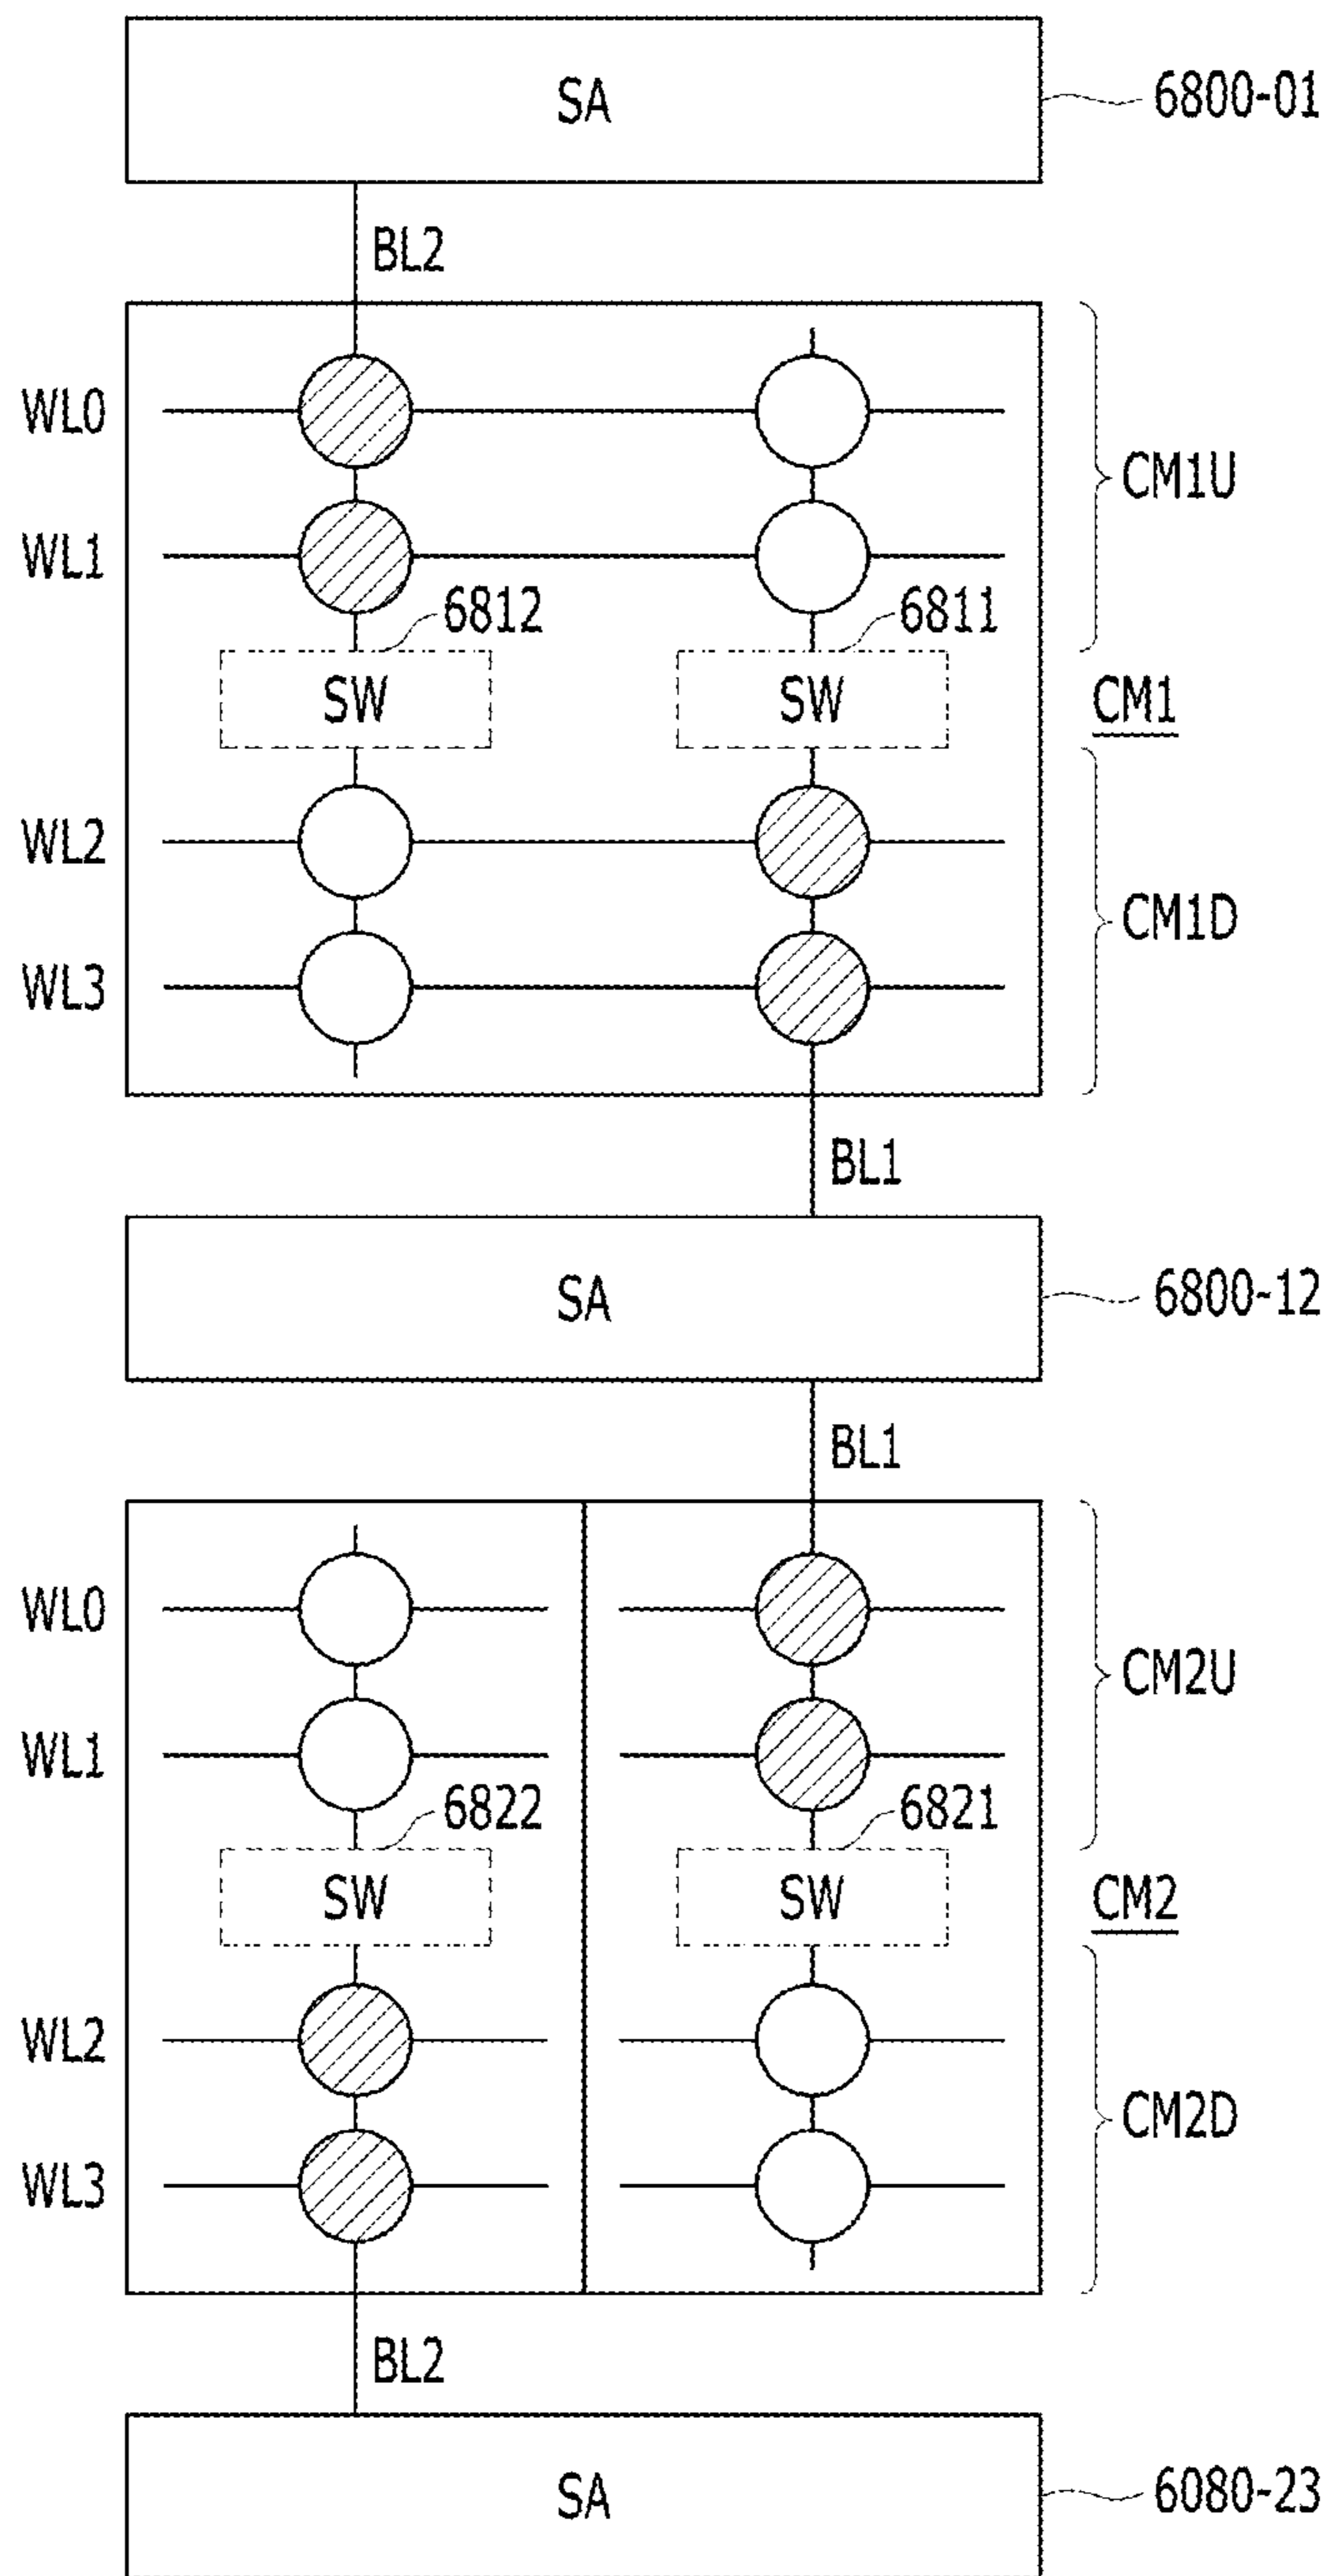 SA
6800-01
BL2
WL0
CM1U
WL1
6812
6811
SW
SW
CM1
WL2
CM1D
WL3
BL1
SA
6800-12
BL1
WL0
CM2U
WL1
6822
6821
SW
SW
CM2
WL2
CM2D
WL3
BL2
SA
6080-23